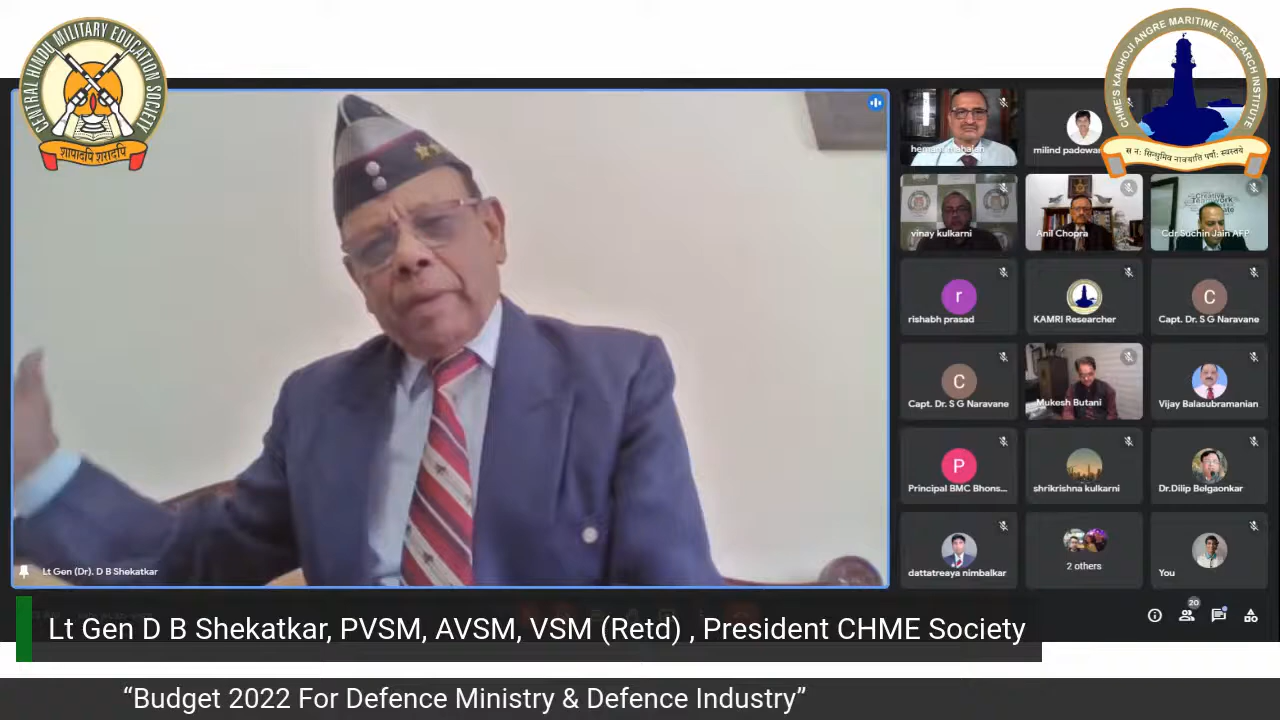 CENTRAL HINDU MILITARY EDUCATION SOCIETY
शापादपि शरादपि
CHME'S KANHOJI ANGRE MARITIME RESEARCH INSTITUTE
milind padewar
vinay kulkarni
Anil Chopra
Cdr.Suchin Jain AFP
rishabh prasad
KAMRI Researcher
Capt. Dr. S G Naravane
Capt. Dr. S G Naravane
Mukesh Butani
Vijay Balasubramanian
P
Principal BMC Bhons...
shrikrishna kulkarni
Dr.Dilip Belgaonkar
dattatreaya nimbalkar
2 others
You
20
Lt Gen (Dr). D B Shekatkar
Lt Gen D B Shekatkar, PVSM, AVSM, VSM (Retd) , President CHME Society
“Budget 2022 For Defence Ministry & Defence Industry”